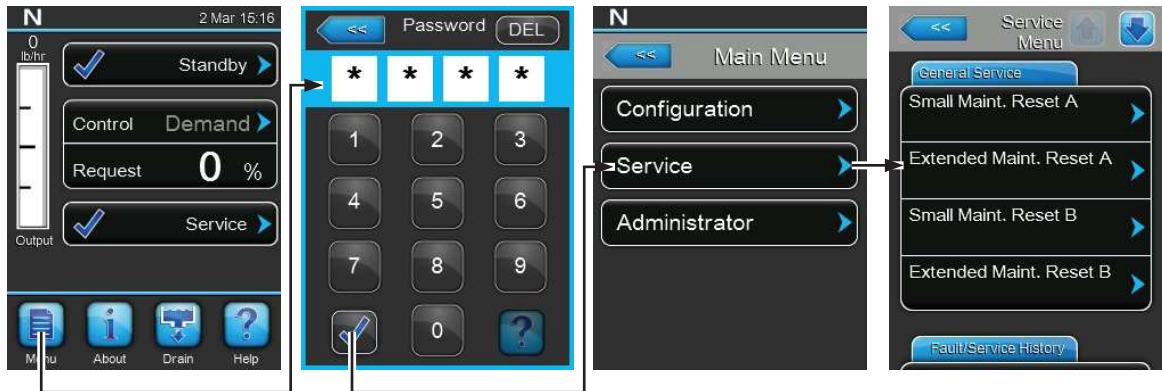 N
2 Mar 15:16
0
lb/hr
Standby
Control Demand
Request 0 %
Service
Output
Menu About Drain Help
<< Password DEL
* * * *
1 2 3
4 5 6
7 8 9
0 ?
N
<< Main Menu
Configuration
Service
Administrator
<< Service
Menu
General Service
Small Maint. Reset A
Extended Maint. Reset A
Small Maint. Reset B
Extended Maint. Reset B
Fault/Service History